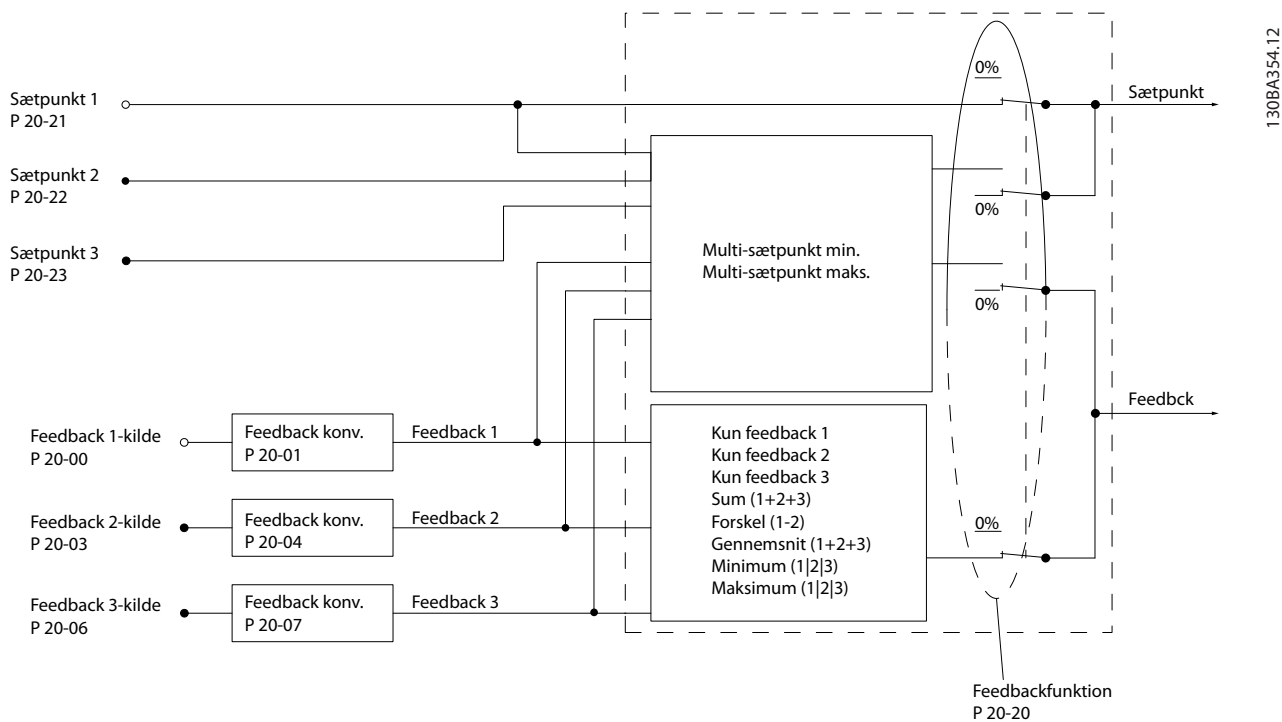 130BA354.12
0%
Sætpunkt 1
P 20-21
Sætpunkt
Sætpunkt 2
P 20-22
0%
Sætpunkt 3
P 20-23
Multi-sætpunkt min.
Multi-sætpunkt maks.
0%
Feedbck
Feedback 1-kilde
P 20-00
Feedback konv.
P 20-01
Feedback 1
Feedback 2-kilde
P 20-03
Feedback konv.
P 20-04
Feedback 2
Feedback 3-kilde
P 20-06
Feedback konv.
P 20-07
Feedback 3
Kun feedback 1
Kun feedback 2
Kun feedback 3
Sum (1+2+3)
Forskel (1-2)
Gennemsnit (1+2+3)
Minimum (1|2|3)
Maksimum (1|2|3)
0%
Feedbackfunktion
P 20-20